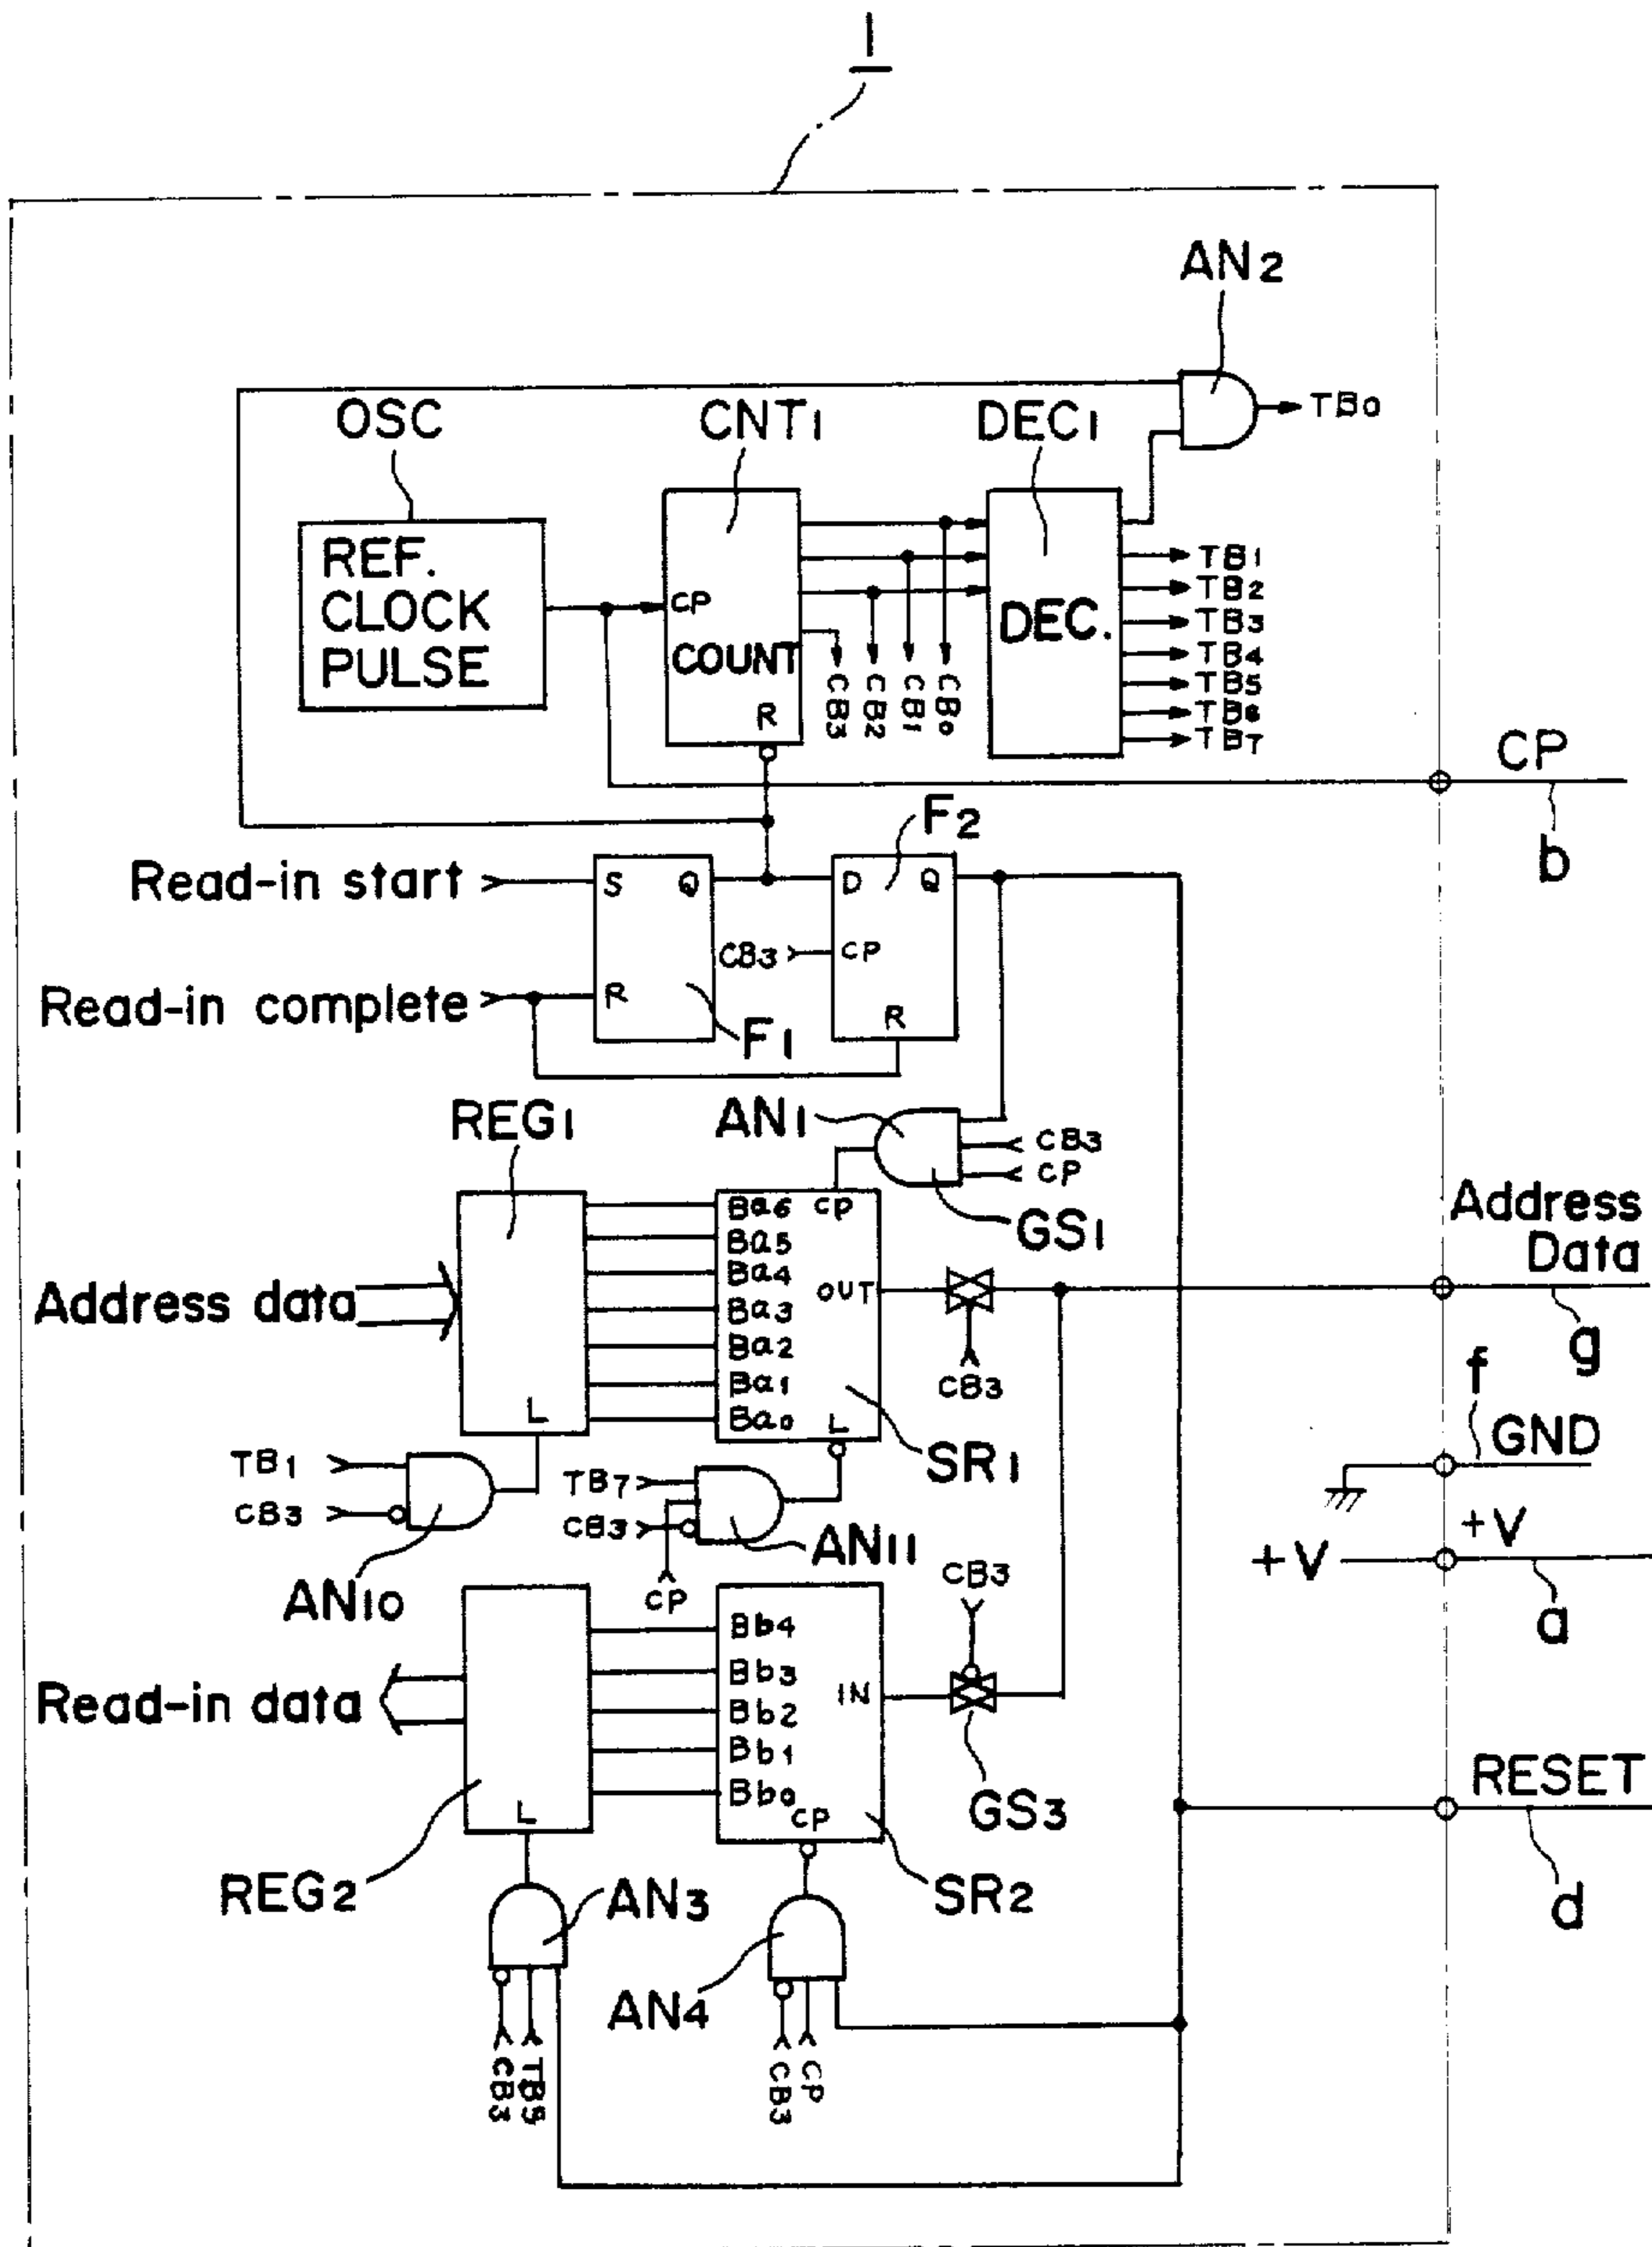 1
AN2
TB0
OSC
CNT1
DEC1
REF.
CLOCK
PULSE
CP
COUNT
R
DEC.
TB1
TB2
TB3
TB4
TB5
TB6
TB7
CB3
CB2
CB1
CB0
CP
b
F2
Read-in start
S
Q
D
Q
CB3
CP
Read-in complete
R
R
F1
AN1
CB3
CP
REG1
GS1
Address
Data
Ba6
CP
Ba5
Ba4
OUT
Address data
Ba3
Ba2
Ba1
CB3
g
f
L
Ba0
L
GND
SR1
TB1
CB3
TB7
CB3
AN11
+V
+V
AN10
CP
CB3
a
Bb4
Bb3
IN
Read-in data
Bb2
Bb1
Bb0
RESET
GS3
L
CP
REG2
AN3
SR2
d
AN4
CB3
TB5
CB3
CP